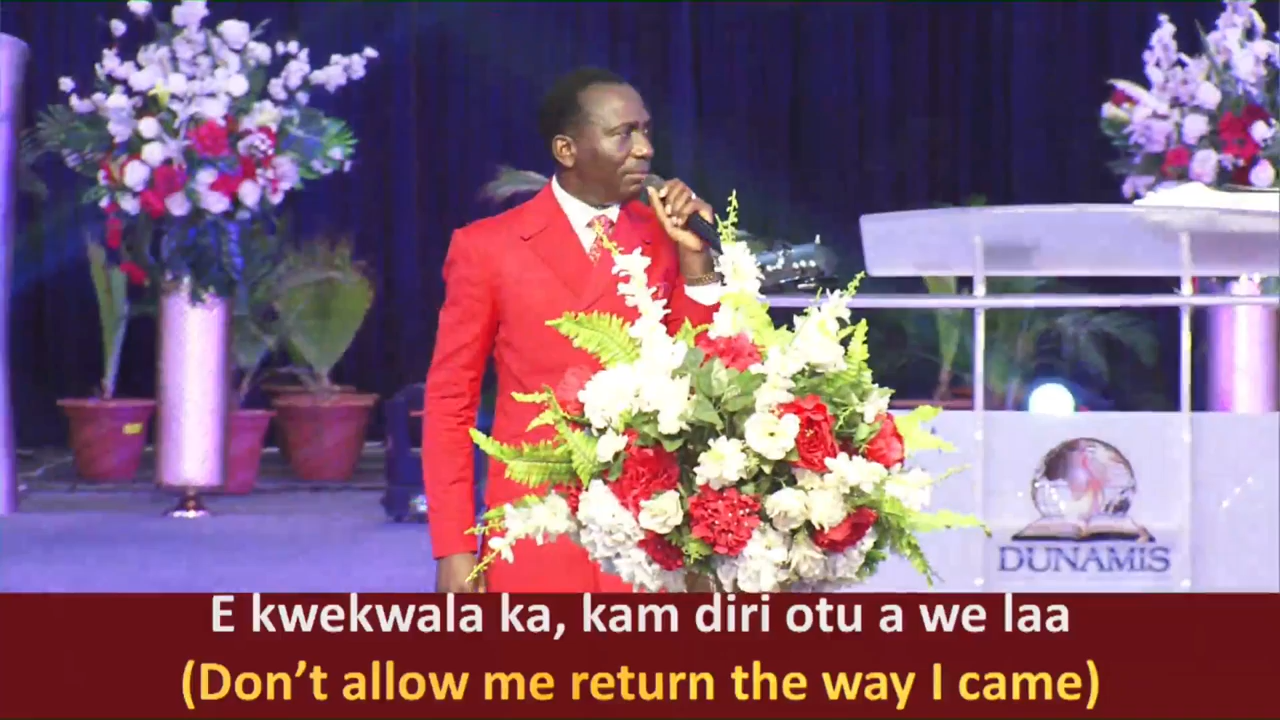 DUNAMIS
E kwekwala ka, kam diri otu a we laa
(Don't allow me return the way I came)